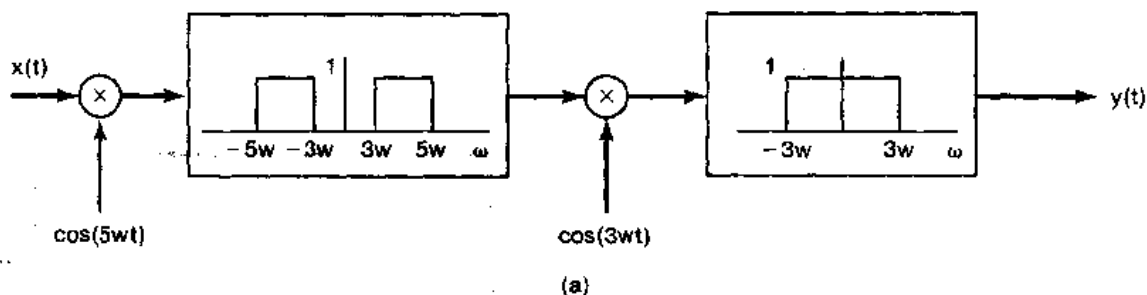 x(t)
×
1
-5w -3w 3w 5w ω
×
1
-3w 3w ω
y(t)
cos(5wt)
cos(3wt)
(a)